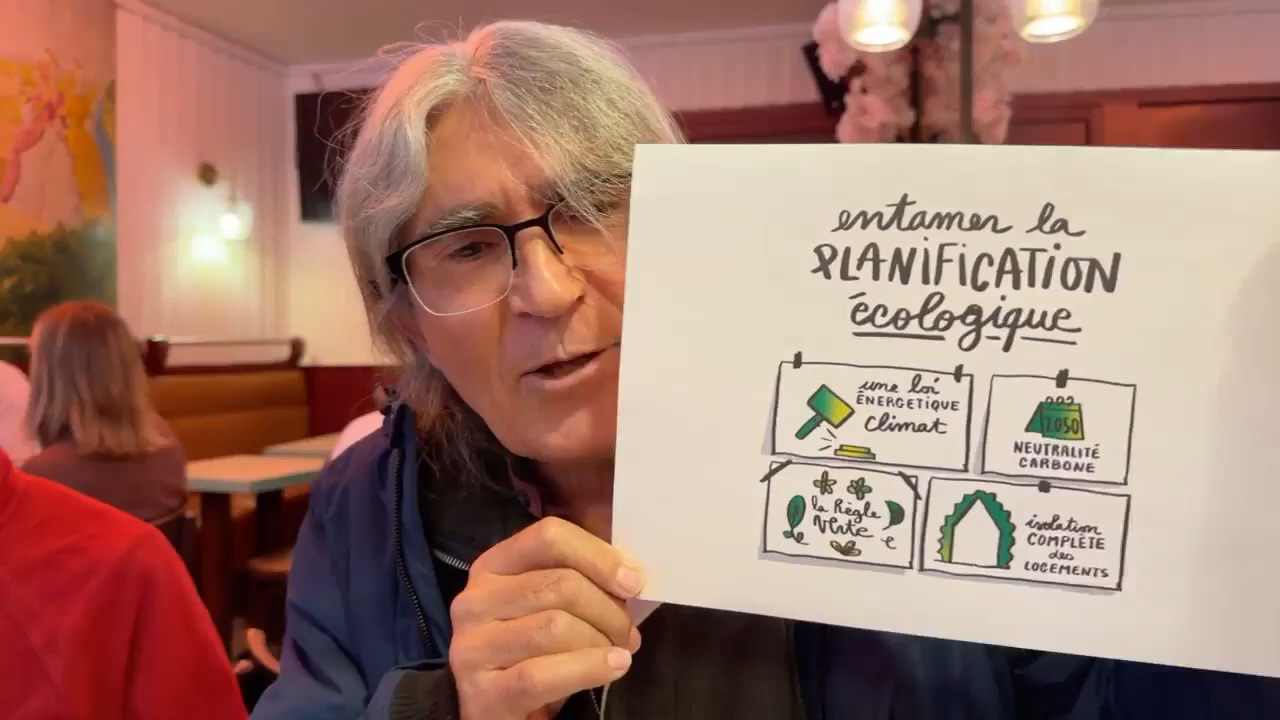 entamer la
PLANIFICATION
écologique
une loi
ÉNERGETIQUE
climat
2050
NEUTRALITÉ
CARBONE
la Règle
verte
isolation
COMPLÈTE
des
LOGEMENTS